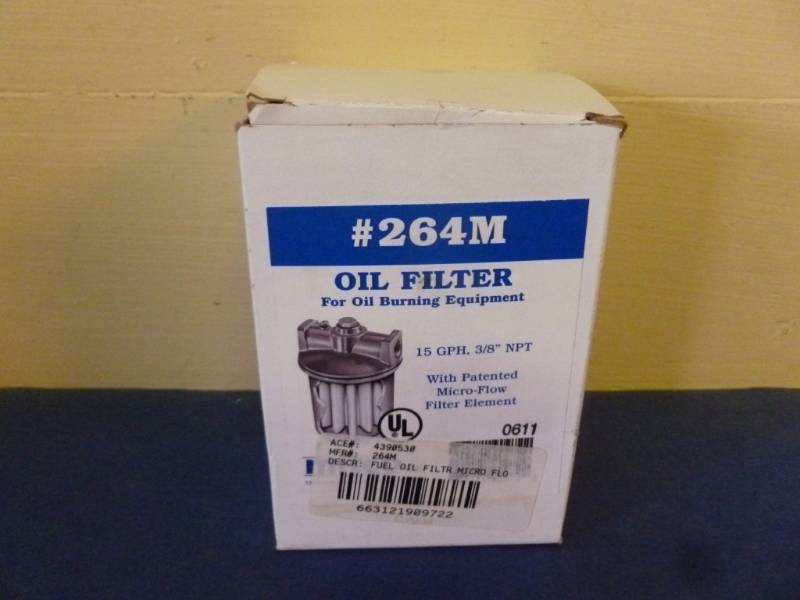 #264M
OIL FILTER
For Oil Burning Equipment
15 GPH, 3/8" NPT
With Patented
Micro-Flow
Filter Element
UL
0611
ACE#: 4390530
MFR#: 264M
DESCR: FUEL OIL FILTR MICRO FLO
663121909722